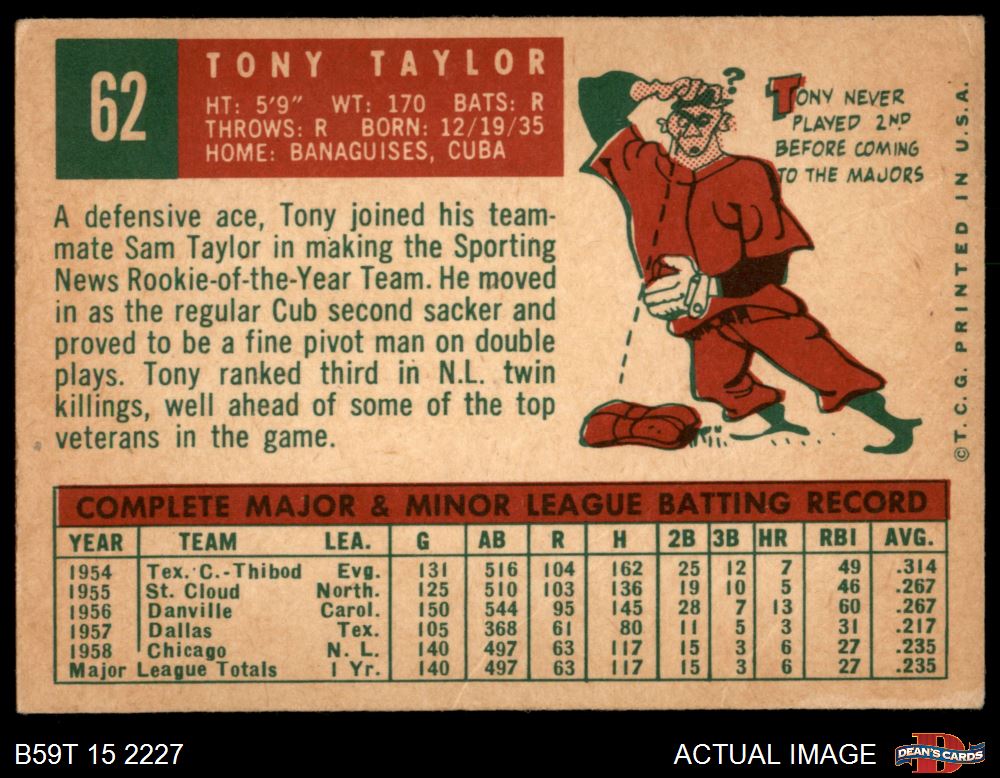 62
TONY TAYLOR
HT: 5'9" WT: 170 BATS: R
THROWS: R BORN: 12/19/35
HOME: BANAGUISES, CUBA
?
TONY NEVER
PLAYED 2ND
BEFORE COMING
TO THE MAJORS
A defensive ace, Tony joined his team-
mate Sam Taylor in making the Sporting
News Rookie-of-the-Year Team. He moved
in as the regular Cub second sacker and
proved to be a fine pivot man on double
plays. Tony ranked third in N.L. twin
killings, well ahead of some of the top
veterans in the game.
©T. C. G. PRINTED IN U.S.A.
COMPLETE MAJOR & MINOR LEAGUE BATTING RECORD
YEAR TEAM LEA. G AB R H 2B 3B HR RBI AVG.
1954 Tex. C.-Thibod Evg. 131 516 104 162 25 12 7 49 .314
1955 St. Cloud North. 125 510 103 136 19 10 5 46 .267
1956 Danville Carol. 150 544 95 145 28 7 13 60 .267
1957 Dallas Tex. 105 368 61 80 11 5 3 31 .217
1958 Chicago N. L. 140 497 63 117 15 3 6 27 .235
Major League Totals 1 Yr. 140 497 63 117 15 3 6 27 .235
B59T 15 2227
ACTUAL IMAGE
DEAN'S CARDS